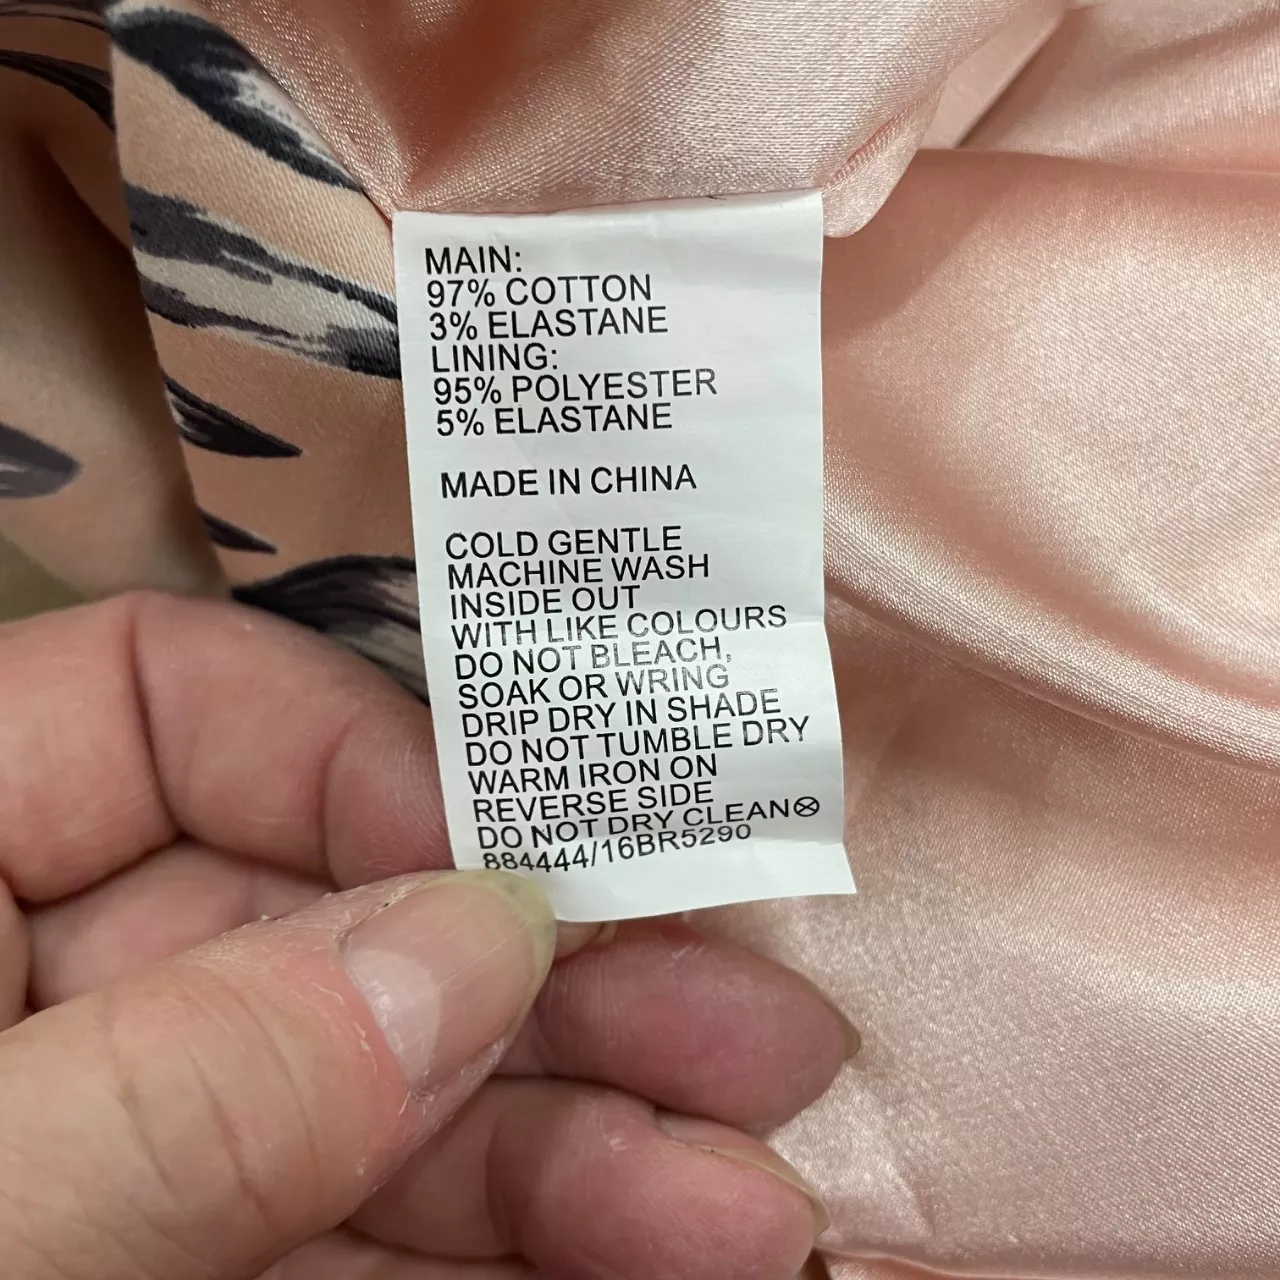 MAIN:
97% COTTON
3% ELASTANE
LINING:
95% POLYESTER
5% ELASTANE
MADE IN CHINA
COLD GENTLE
MACHINE WASH
INSIDE OUT
WITH LIKE COLOURS
DO NOT BLEACH,
SOAK OR WRING
DRIP DRY IN SHADE
DO NOT TUMBLE DRY
WARM IRON ON
REVERSE SIDE
DO NOT DRY CLEAN
884444/16BR5290